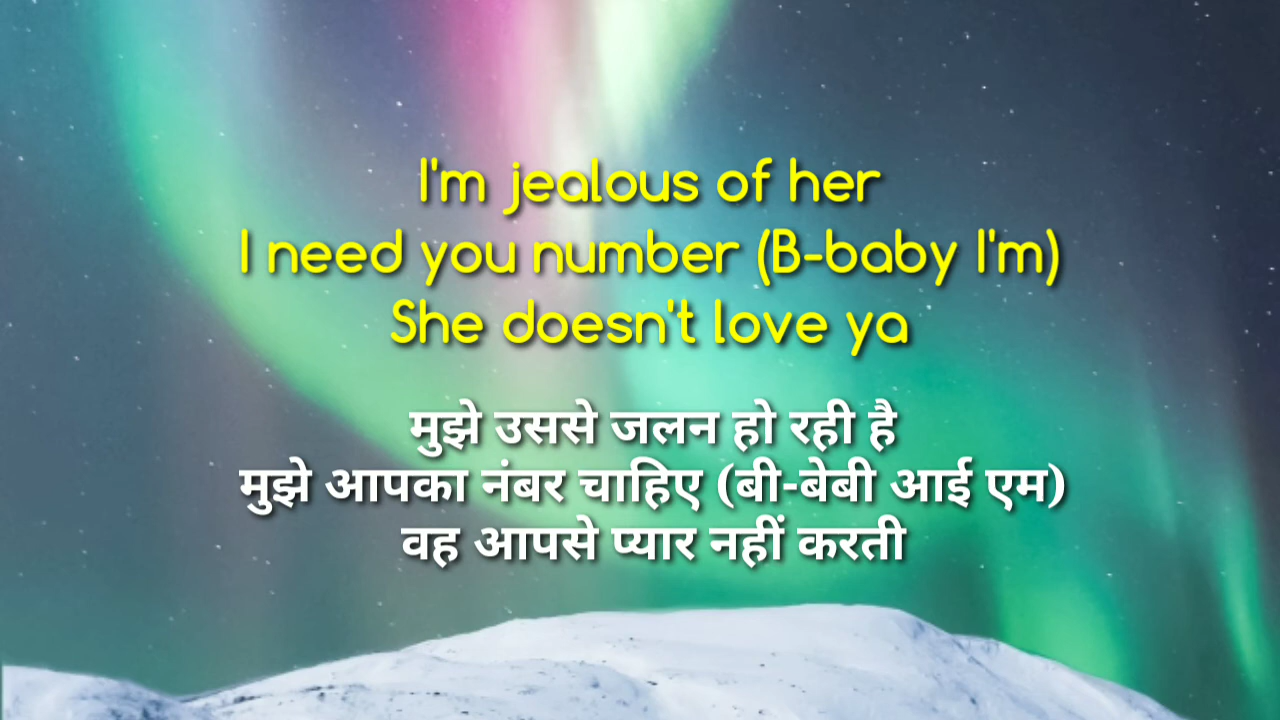 I'm jealous of her
I need you number (B-baby I'm)
She doesn't love ya
मुझे उससे जलन हो रही है
मुझे आपका नंबर चाहिए (बी-बेबी आई एम)
वह आपसे प्यार नहीं करती